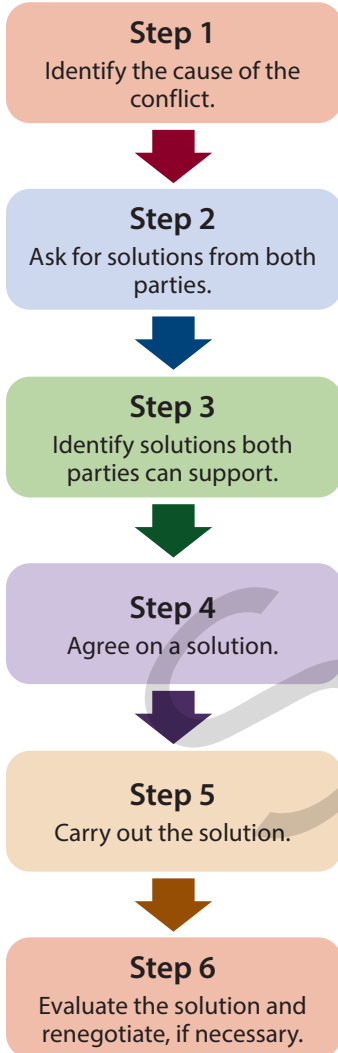 Step 1
Identify the cause of the
conflict.
Step 2
Ask for solutions from both
parties.
Step 3
Identify solutions both
parties can support.
Step 4
Agree on a solution.
Step 5
Carry out the solution.
Step 6
Evaluate the solution and
renegotiate, if necessary.